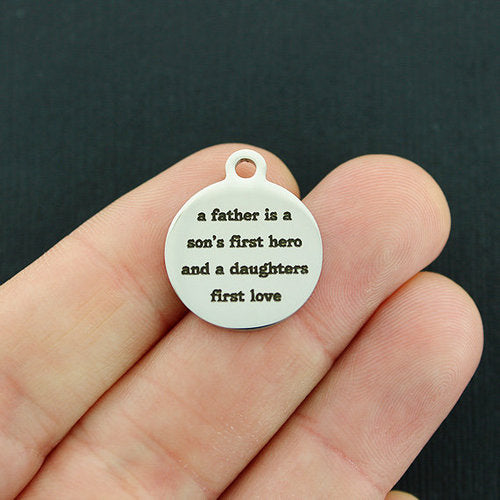 a father is a
son's first hero
and a daughters
first love